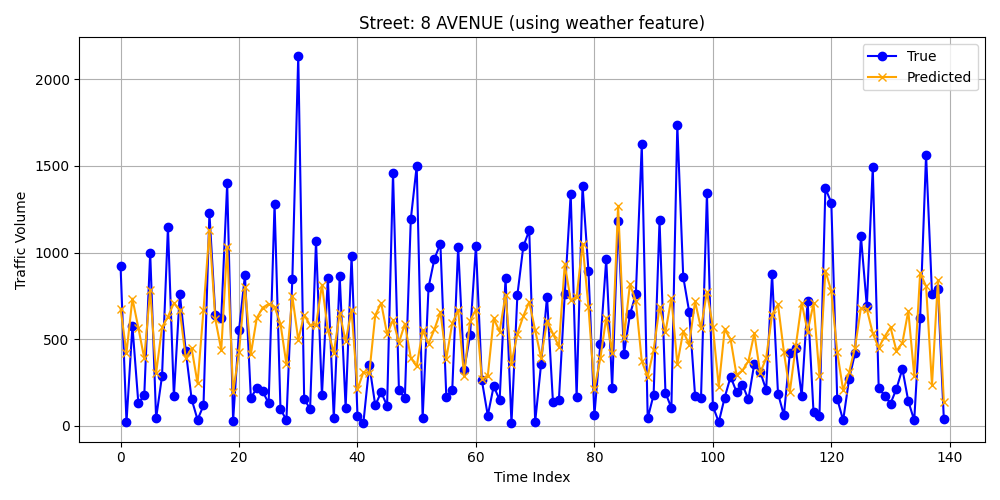 Street: 8 AVENUE (using weather feature)
True
Predicted
Traffic Volume
2000
1500
1000
500
0
0 20 40 60 80 100 120 140
Time Index